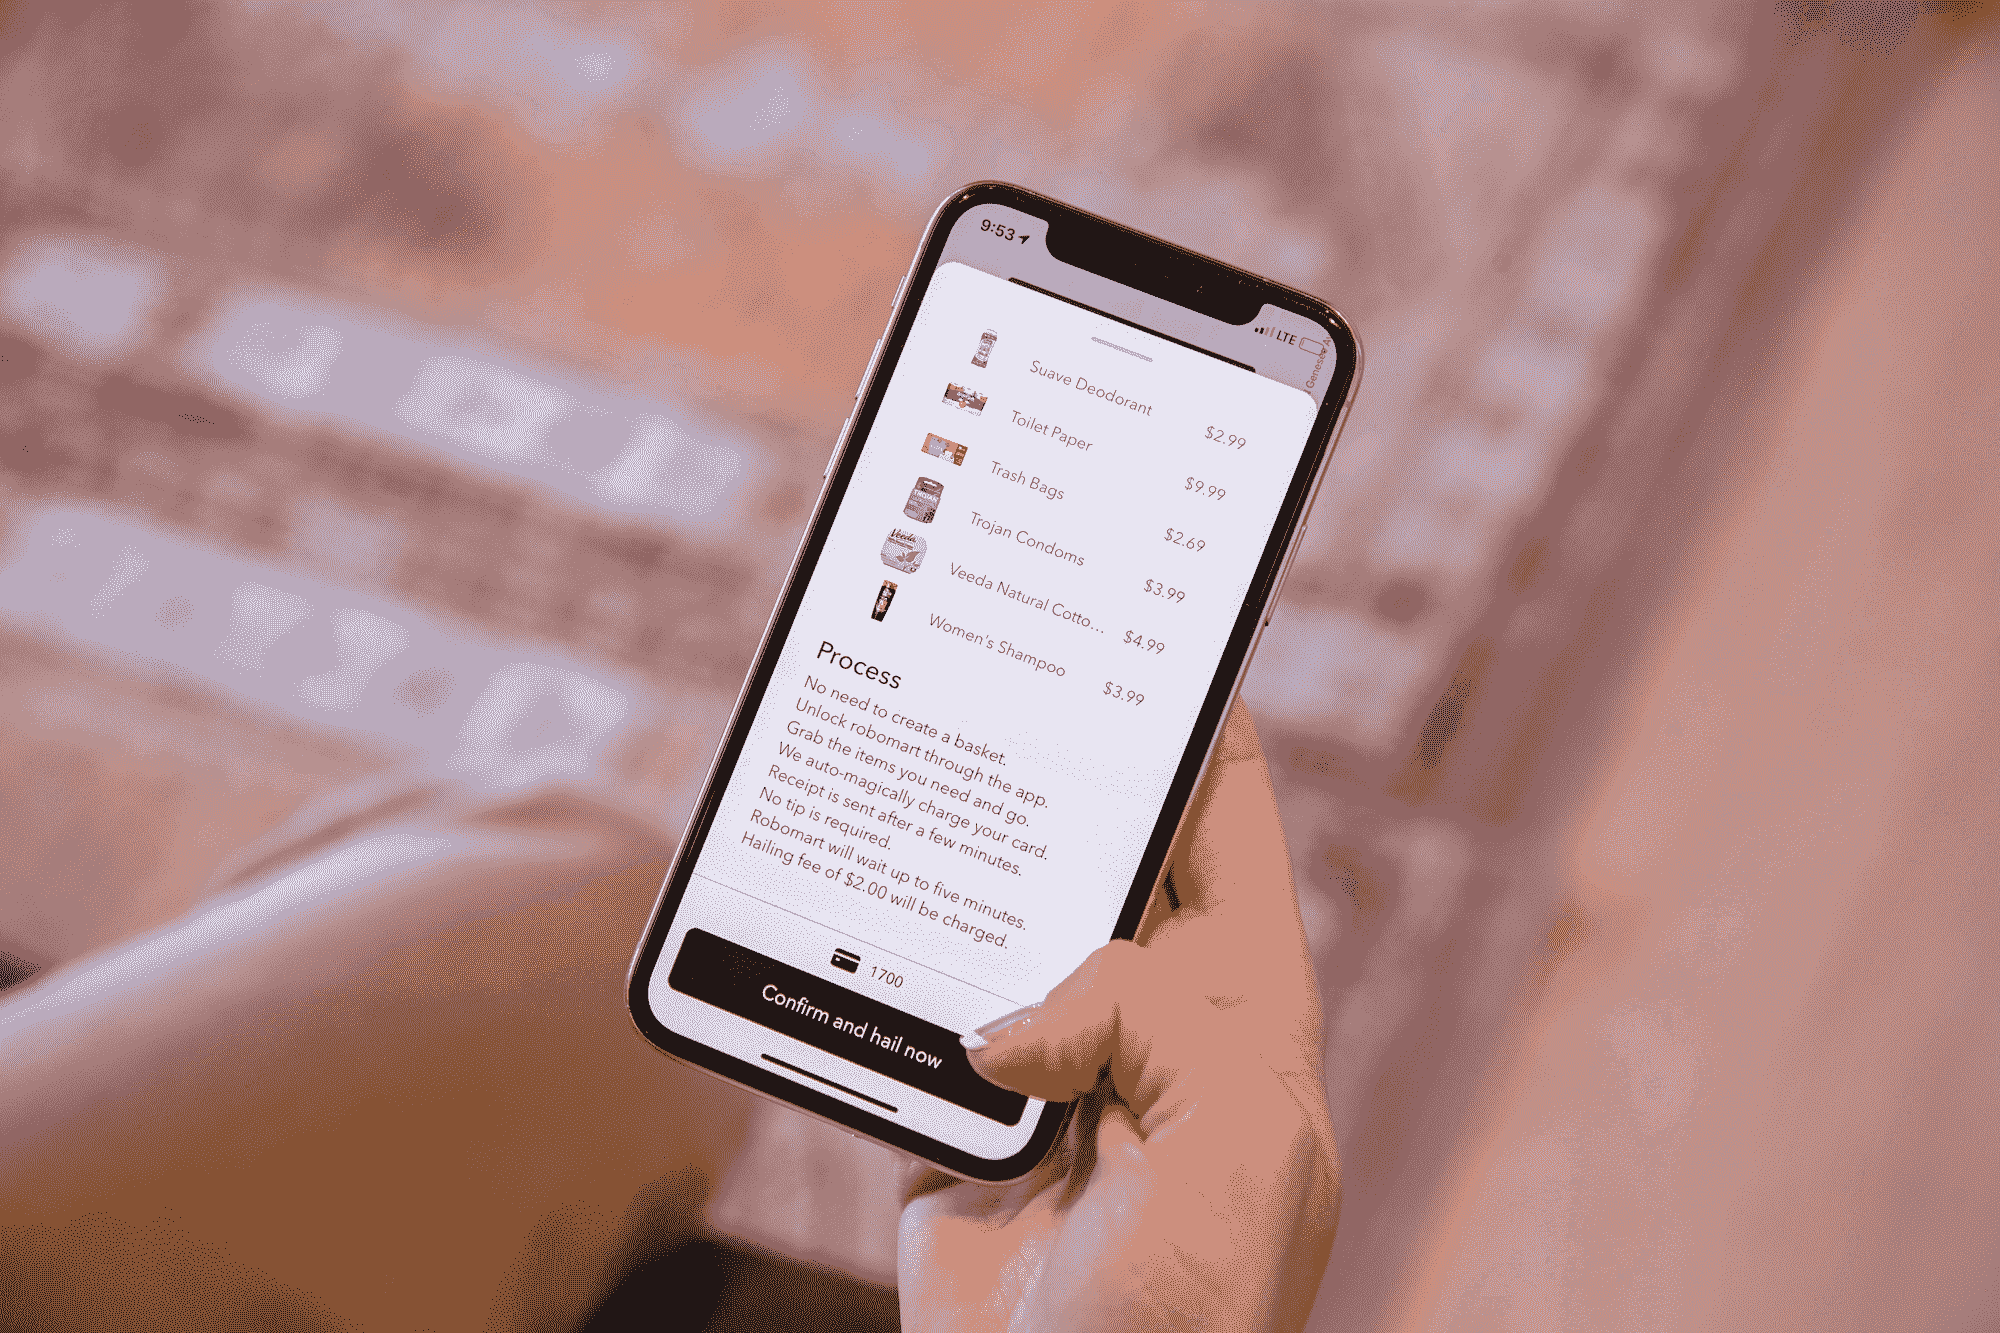 9:53
LTE
Suave Deodorant $2.99
Toilet Paper $9.99
Trash Bags $2.69
TROJAN
Trojan Condoms $3.99
Veeda
Veeda Natural Cotto... $4.99
Women's Shampoo $3.99
Process
No need to create a basket.
Unlock robomart through the app.
Grab the items you need and go.
We auto-magically charge your card.
Receipt is sent after a few minutes.
No tip is required.
Robomart will wait up to five minutes.
Hailing fee of $2.00 will be charged.
1700
Confirm and hail now